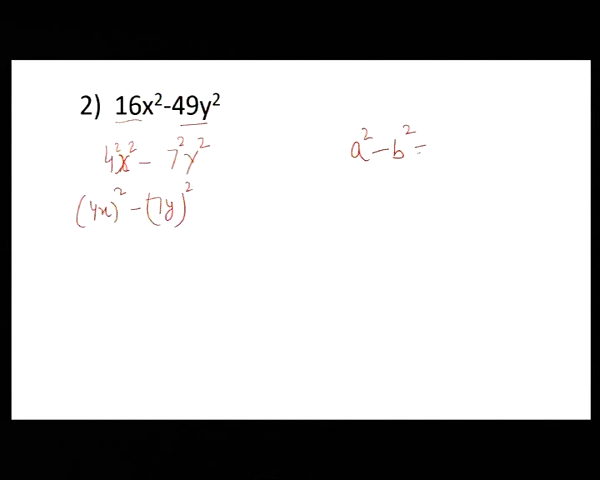 2) 16x²-49y²
4²x² - 7²y²
a² - b² =
(4x)² - (7y)²